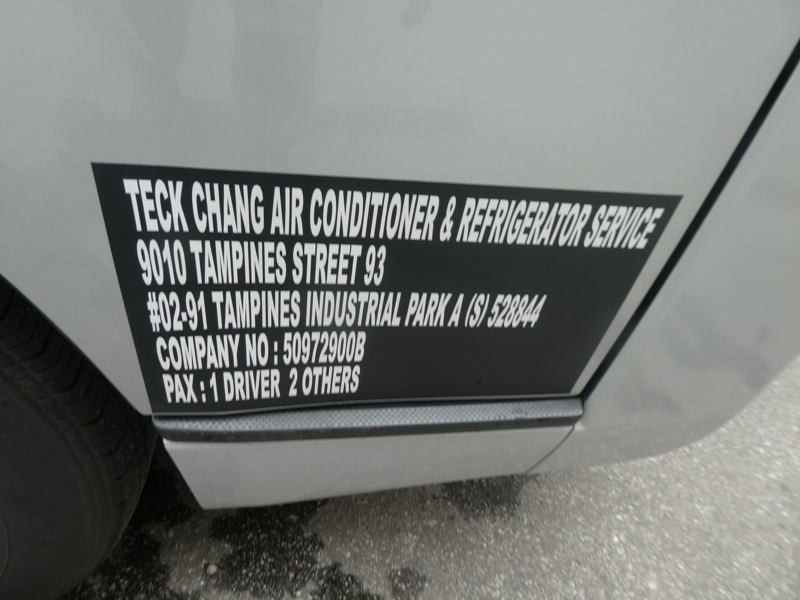 TECK CHANG AIR CONDITIONER & REFRIGERATOR SERVICE
9010 TAMPINES STREET 93
#02-91 TAMPINES INDUSTRIAL PARK A (S) 528844
COMPANY NO : 50972900B
PAX : 1 DRIVER 2 OTHERS